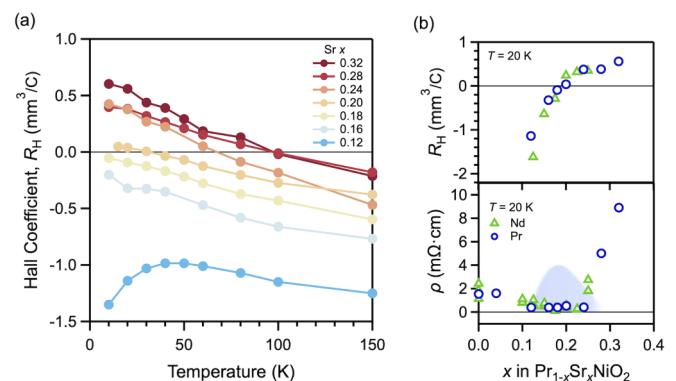 (a)
Hall Coefficient, R_H (mm³/C)
1.0
0.5
0.0
-0.5
-1.0
-1.5
Sr x
0.32
0.28
0.24
0.20
0.18
0.16
0.12
0 50 100 150
Temperature (K)
(b)
R_H (mm³/C)
1
0
-1
-2
T = 20 K
ρ (mΩ·cm)
10
8
6
4
2
0
T = 20 K
Nd
Pr
0.0 0.1 0.2 0.3 0.4
x in Pr₁₋ₓSrₓNiO₂